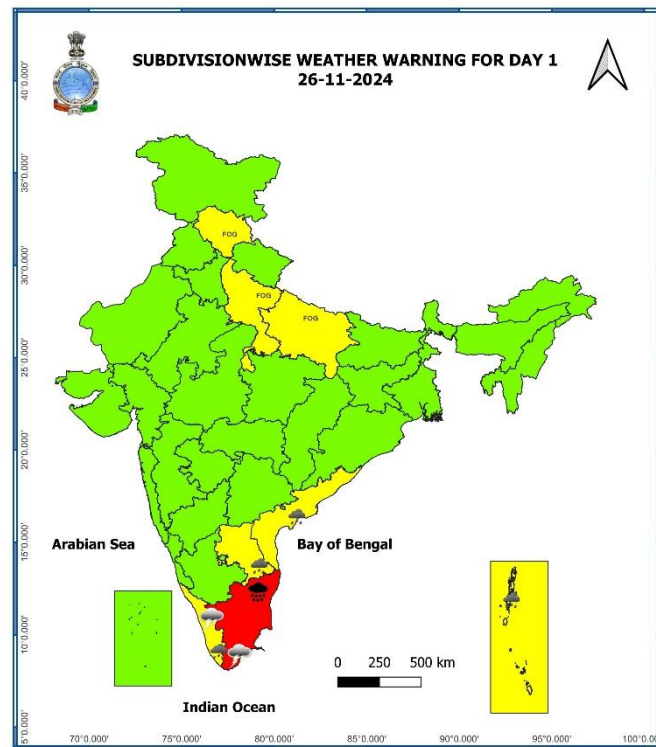 SUBDIVISIONWISE WEATHER WARNING FOR DAY 1
26-11-2024
40°0.000'
35°0.000'
FOG
30°0.000'
FOG
FOG
25°0.000'
20°0.000'
Arabian Sea
Bay of Bengal
15°0.000'
10°0.000'
0 250 500 km
Indian Ocean
5°0.000'
70°0.000' 75°0.000' 80°0.000' 85°0.000' 90°0.000' 95°0.000' 100°0.0